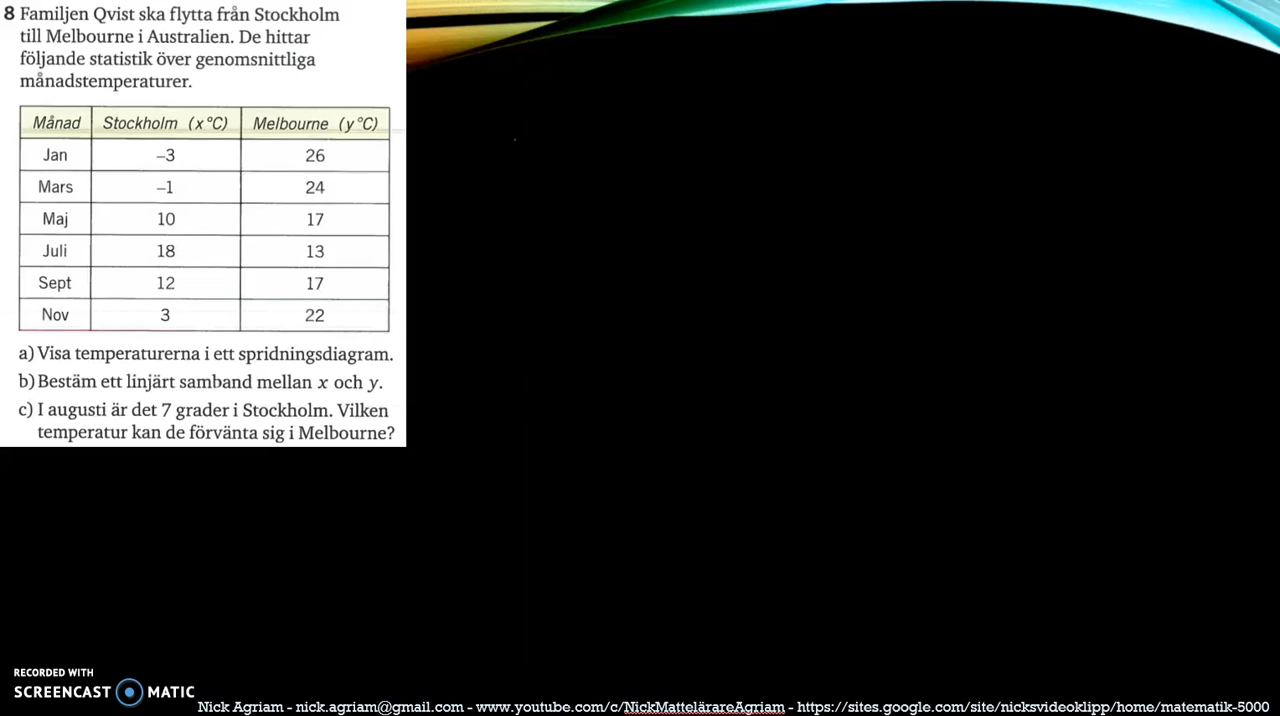 8 Familjen Qvist ska flytta från Stockholm
till Melbourne i Australien. De hittar
följande statistik över genomsnittliga
månadstemperaturer.
Månad Stockholm (x °C) Melbourne (y °C)
Jan –3 26
Mars –1 24
Maj 10 17
Juli 18 13
Sept 12 17
Nov 3 22
a) Visa temperaturerna i ett spridningsdiagram.
b) Bestäm ett linjärt samband mellan x och y.
c) I augusti är det 7 grader i Stockholm. Vilken
temperatur kan de förvänta sig i Melbourne?
RECORDED WITH
SCREENCAST MATIC
Nick Agriam - nick.agriam@gmail.com - www.youtube.com/c/NickMattelärareAgriam - https://sites.google.com/site/nicksvideoklipp/home/matematik-5000